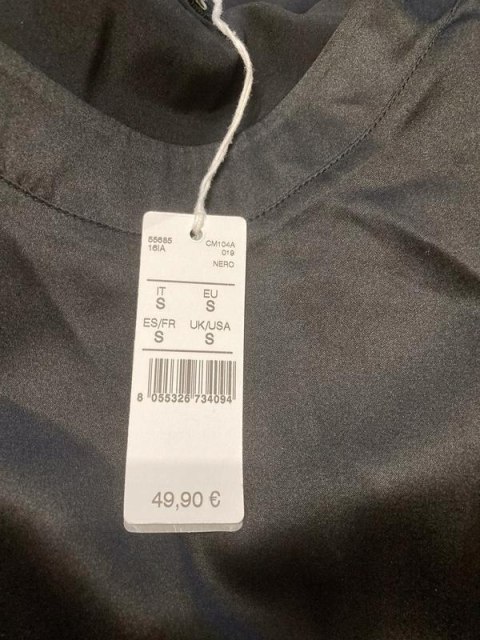 55685 CM104A
16IA 019
NERO
IT EU
S S
ES/FR UK/USA
S S
8 055326 734094
49,90 €